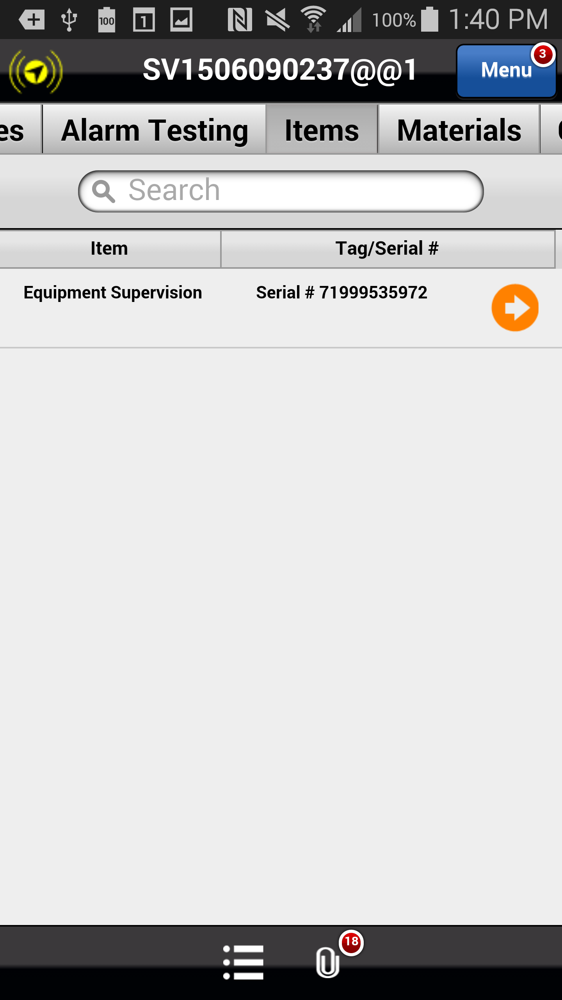 100 1 100% 1:40 PM
SV1506090237@@1 Menu 3
es Alarm Testing Items Materials
Search
Item Tag/Serial #
Equipment Supervision Serial # 71999535972
18